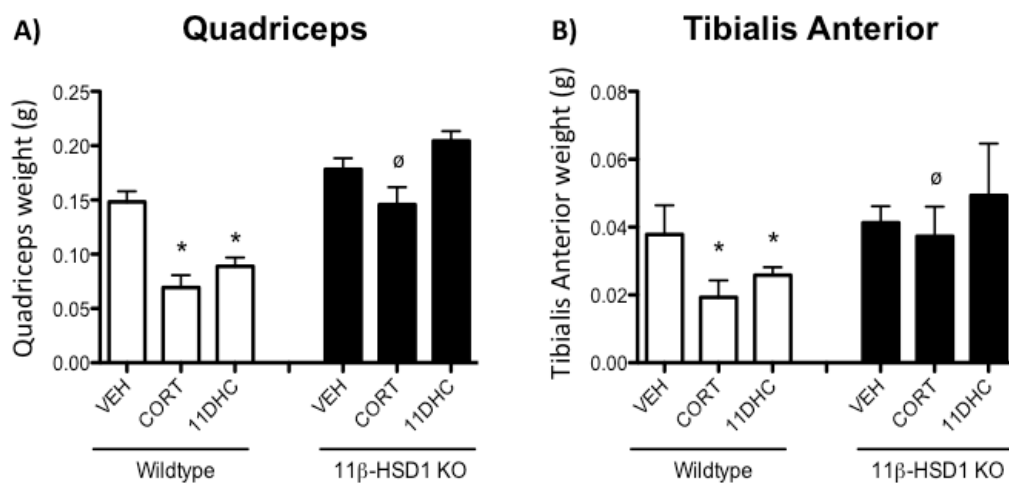 A) Quadriceps
Quadriceps weight (g)
0.25
0.20
0.15
0.10
0.05
0.00
* * ø
VEH CORT 11DHC VEH CORT 11DHC
Wildtype 11β-HSD1 KO
B) Tibialis Anterior
Tibialis Anterior weight (g)
0.08
0.06
0.04
0.02
0.00
* * ø
VEH CORT 11DHC VEH CORT 11DHC
Wildtype 11β-HSD1 KO